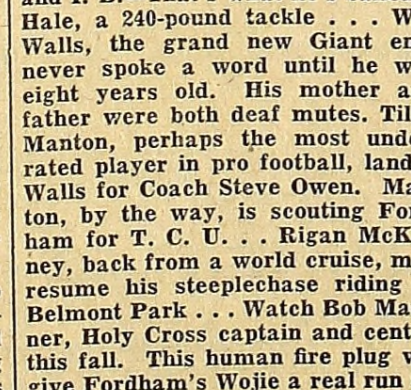 Hale, a 240-pound tackle . . . W
Walls, the grand new Giant en
never spoke a word until he w
eight years old. His mother a
father were both deaf mutes. Til
Manton, perhaps the most und
rated player in pro football, land
Walls for Coach Steve Owen. Ma
ton, by the way, is scouting For
ham for T. C. U. . . Rigan McK
ney, back from a world cruise, m
resume his steeplechase riding
Belmont Park . . . Watch Bob Ma
ner, Holy Cross captain and cent
this fall. This human fire plug w
give Fordham's Wojie a real run